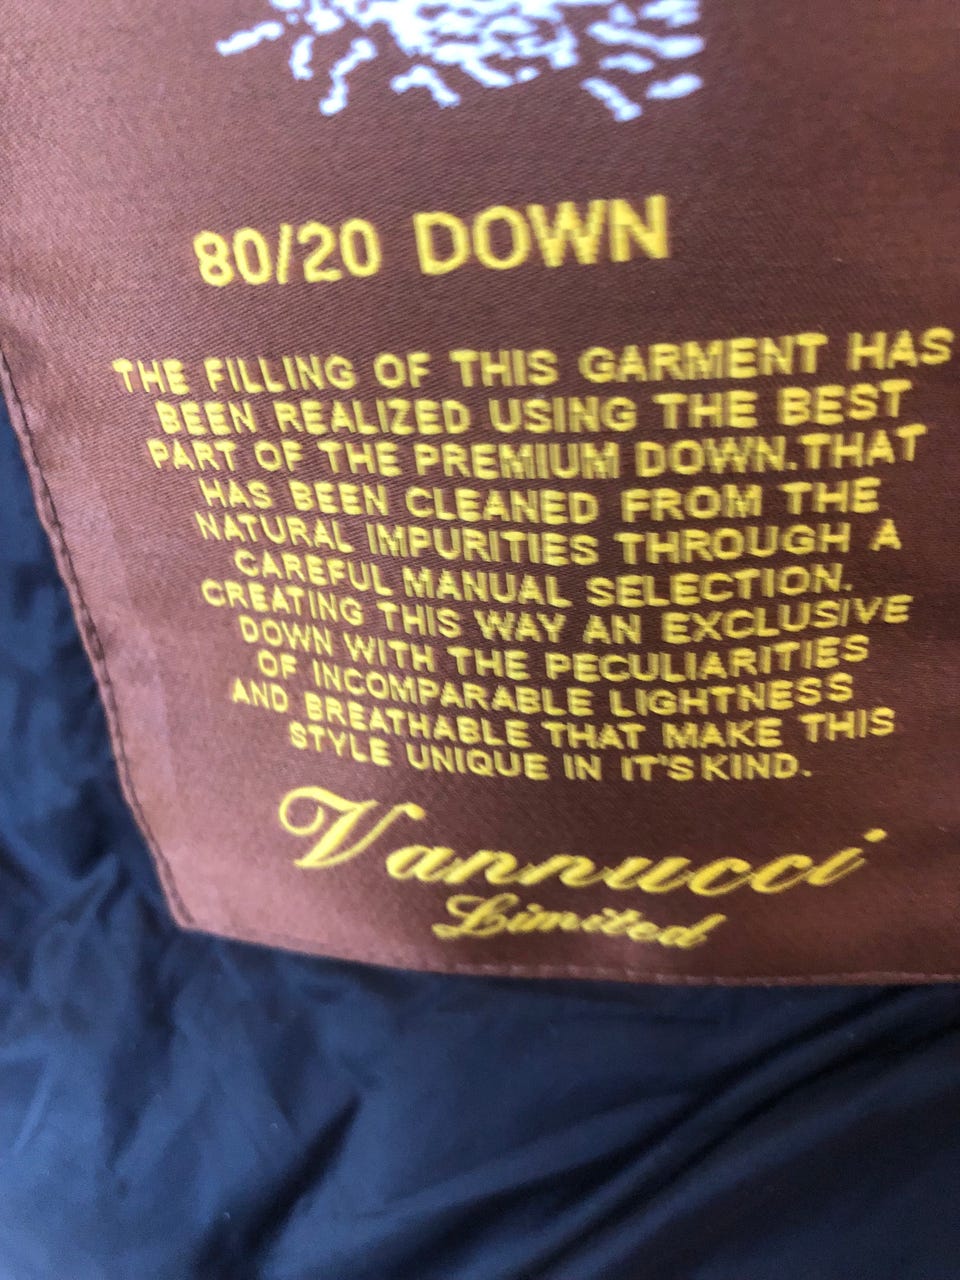 80/20 DOWN
THE FILLING OF THIS GARMENT HAS
BEEN REALIZED USING THE BEST
PART OF THE PREMIUM DOWN.THAT
HAS BEEN CLEANED FROM THE
NATURAL IMPURITIES THROUGH A
CAREFUL MANUAL SELECTION.
CREATING THIS WAY AN EXCLUSIVE
DOWN WITH THE PECULIARITIES
OF INCOMPARABLE LIGHTNESS
AND BREATHABLE THAT MAKE THIS
STYLE UNIQUE IN IT'S KIND.
Vannucci
Limited